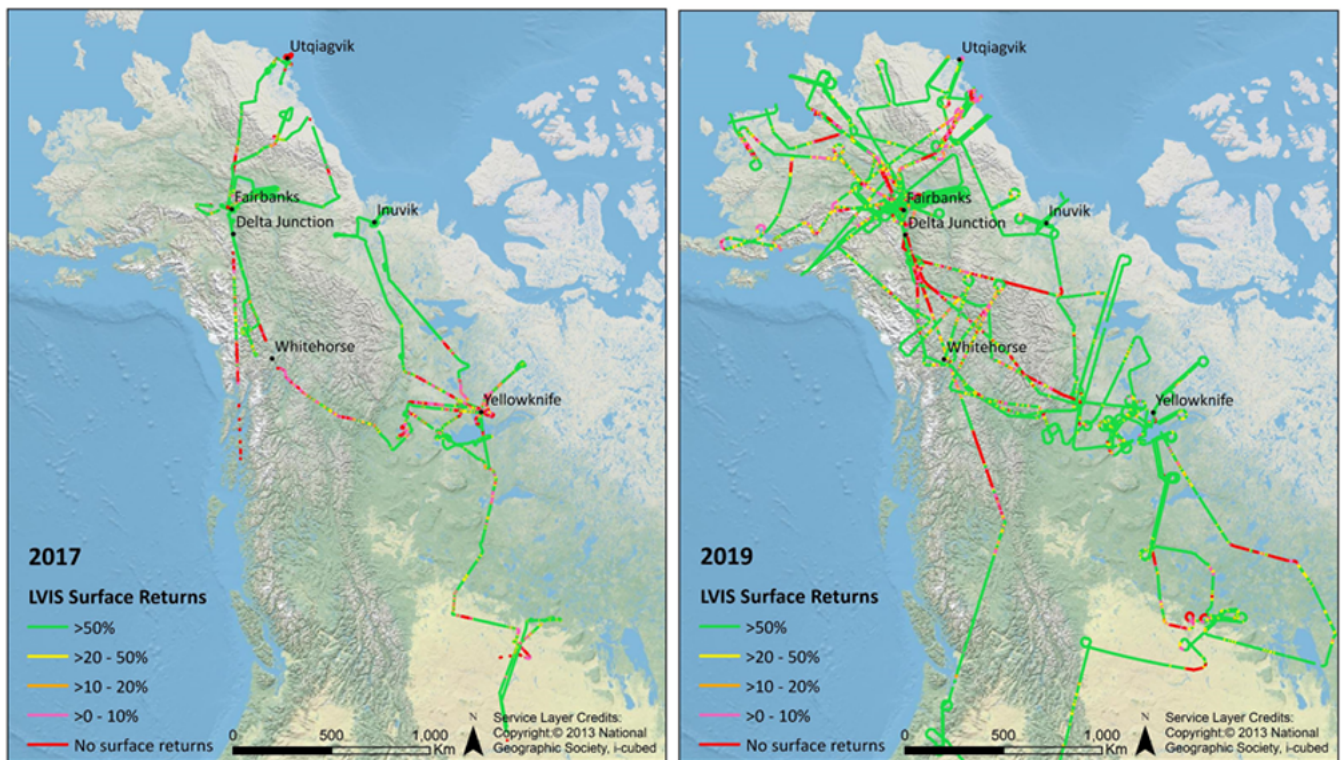 Utqiagvik
Fairbanks
Delta Junction
Inuvik
Whitehorse
Yellowknife
2017
LVIS Surface Returns
>50%
>20 - 50%
>10 - 20%
>0 - 10%
No surface returns
0 500 1,000
Km
N
Service Layer Credits:
Copyright:© 2013 National
Geographic Society, i-cubed
Utqiagvik
Fairbanks
Delta Junction
Inuvik
Whitehorse
Yellowknife
2019
LVIS Surface Returns
>50%
>20 - 50%
>10 - 20%
>0 - 10%
No surface returns
0 500 1,000
Km
N
Service Layer Credits:
Copyright:© 2013 National
Geographic Society, i-cubed